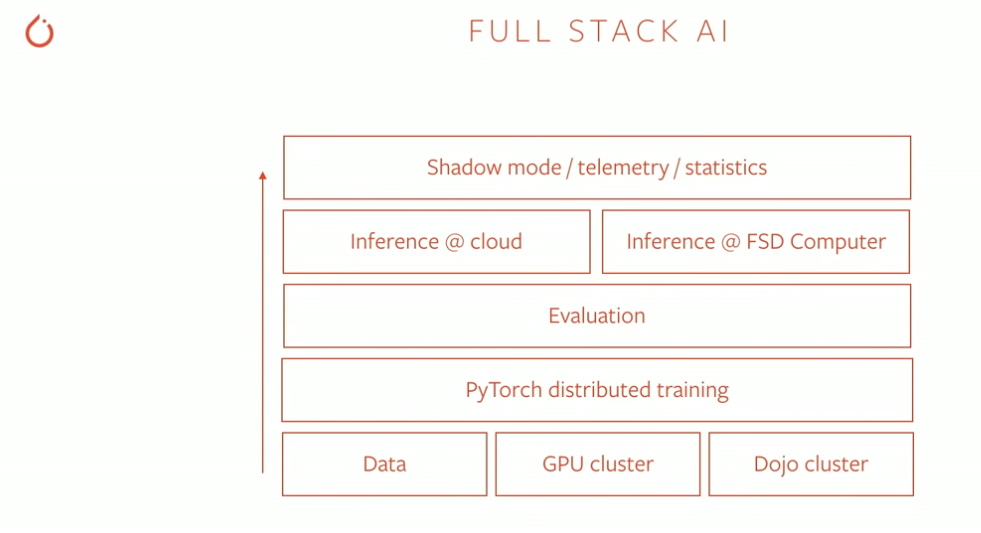 FULL STACK AI
Shadow mode / telemetry / statistics
Inference @ cloud
Inference @ FSD Computer
Evaluation
PyTorch distributed training
Data
GPU cluster
Dojo cluster